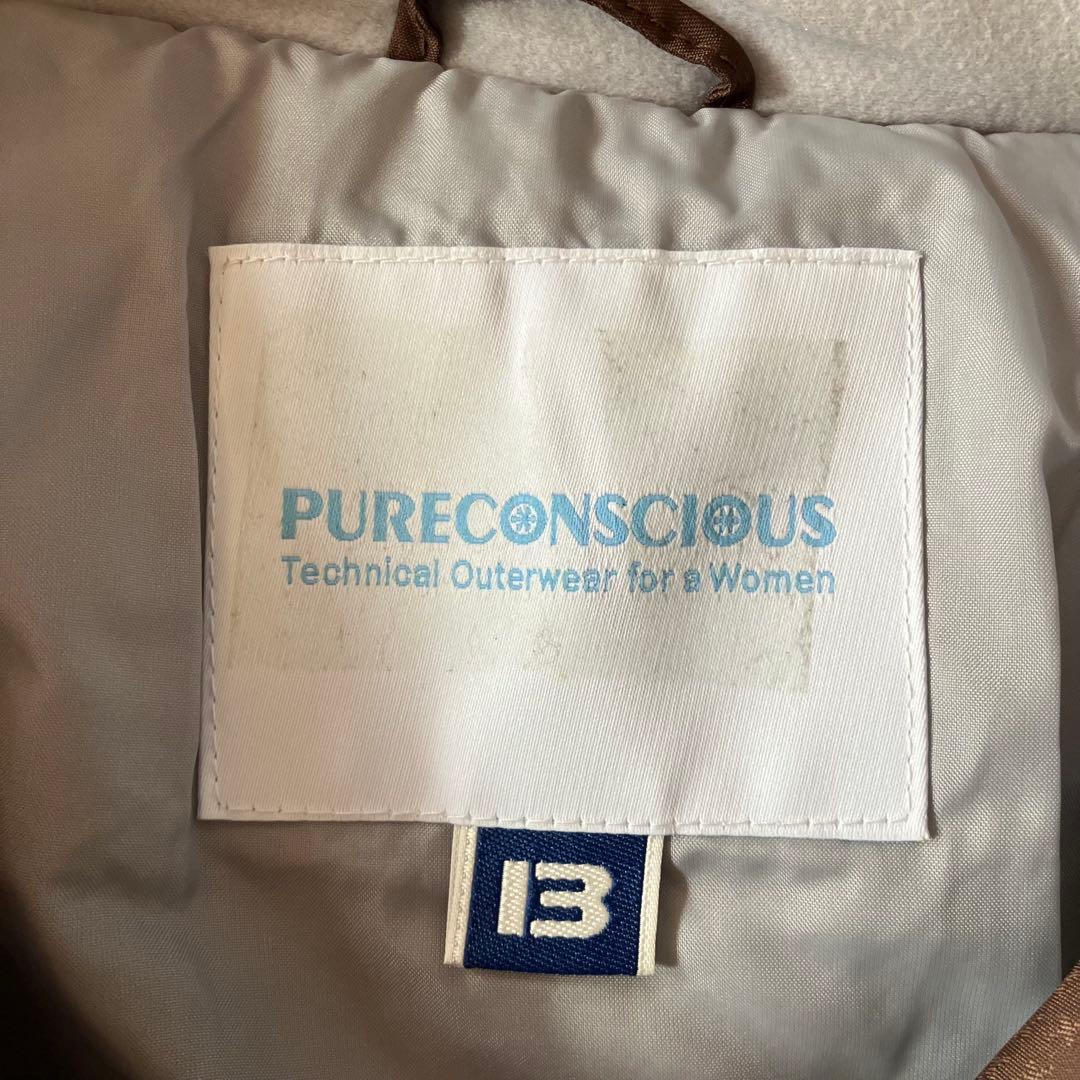 PURECONSCIOUS
Technical Outerwear for a Women
13